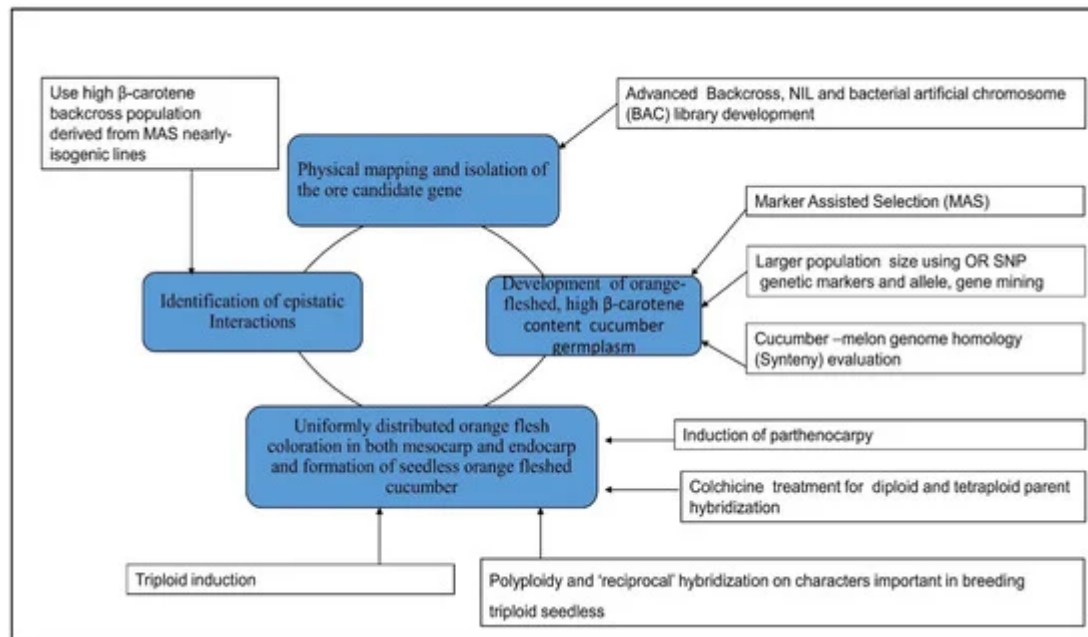 Use high β-carotene
backcross population
derived from MAS nearly-
isogenic lines
Advanced Backcross, NIL and bacterial artificial chromosome
(BAC) library development
Physical mapping and isolation of
the ore candidate gene
Marker Assisted Selection (MAS)
Larger population size using OR SNP
genetic markers and allele, gene mining
Identification of epistatic
Interactions
Development of orange-
fleshed, high β-carotene
content cucumber
germplasm
Cucumber –melon genome homology
(Synteny) evaluation
Uniformly distributed orange flesh
coloration in both mesocarp and endocarp
and formation of seedless orange fleshed
cucumber
Induction of parthenocarpy
Colchicine treatment for diploid and tetraploid parent
hybridization
Triploid induction
Polyploidy and 'reciprocal' hybridization on characters important in breeding
triploid seedless